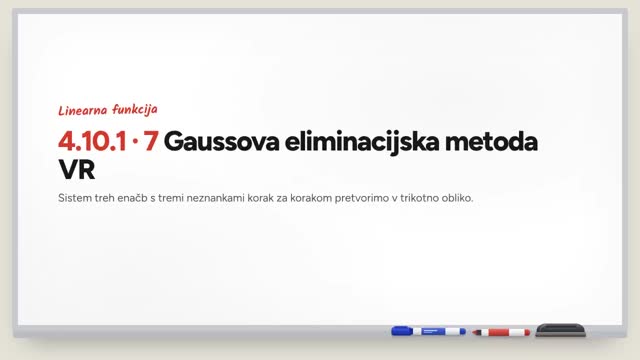 Linearna funkcija
4.10.1 · 7 Gaussova eliminacijska metoda
VR
Sistem treh enačb s tremi neznankami korak za korakom pretvorimo v trikotno obliko.